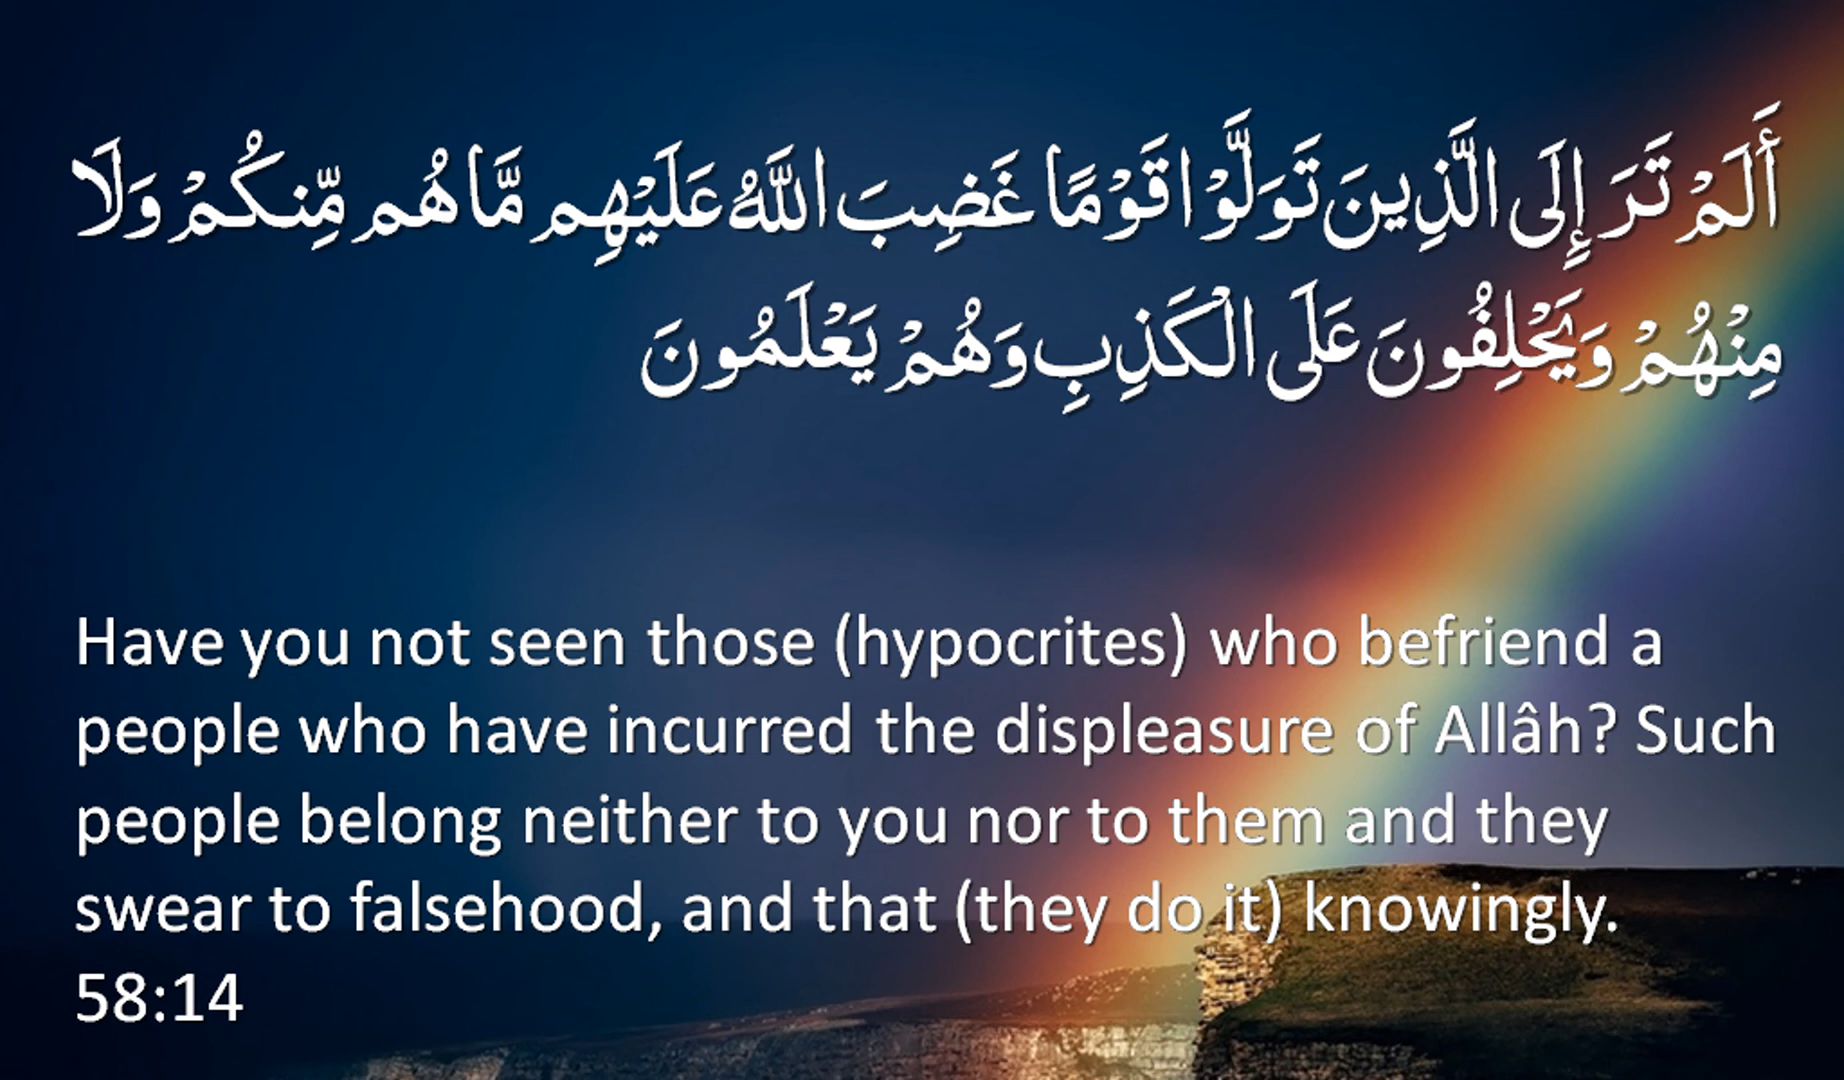 أَلَمْ تَرَ إِلَى الَّذِينَ تَوَلَّوْا قَوْمًا غَضِبَ اللَّهُ عَلَيْهِم مَّا هُم مِّنكُمْ وَلَا
مِنْهُمْ وَيَحْلِفُونَ عَلَى الْكَذِبِ وَهُمْ يَعْلَمُونَ
Have you not seen those (hypocrites) who befriend a
people who have incurred the displeasure of Allâh? Such
people belong neither to you nor to them and they
swear to falsehood, and that (they do it) knowingly.
58:14